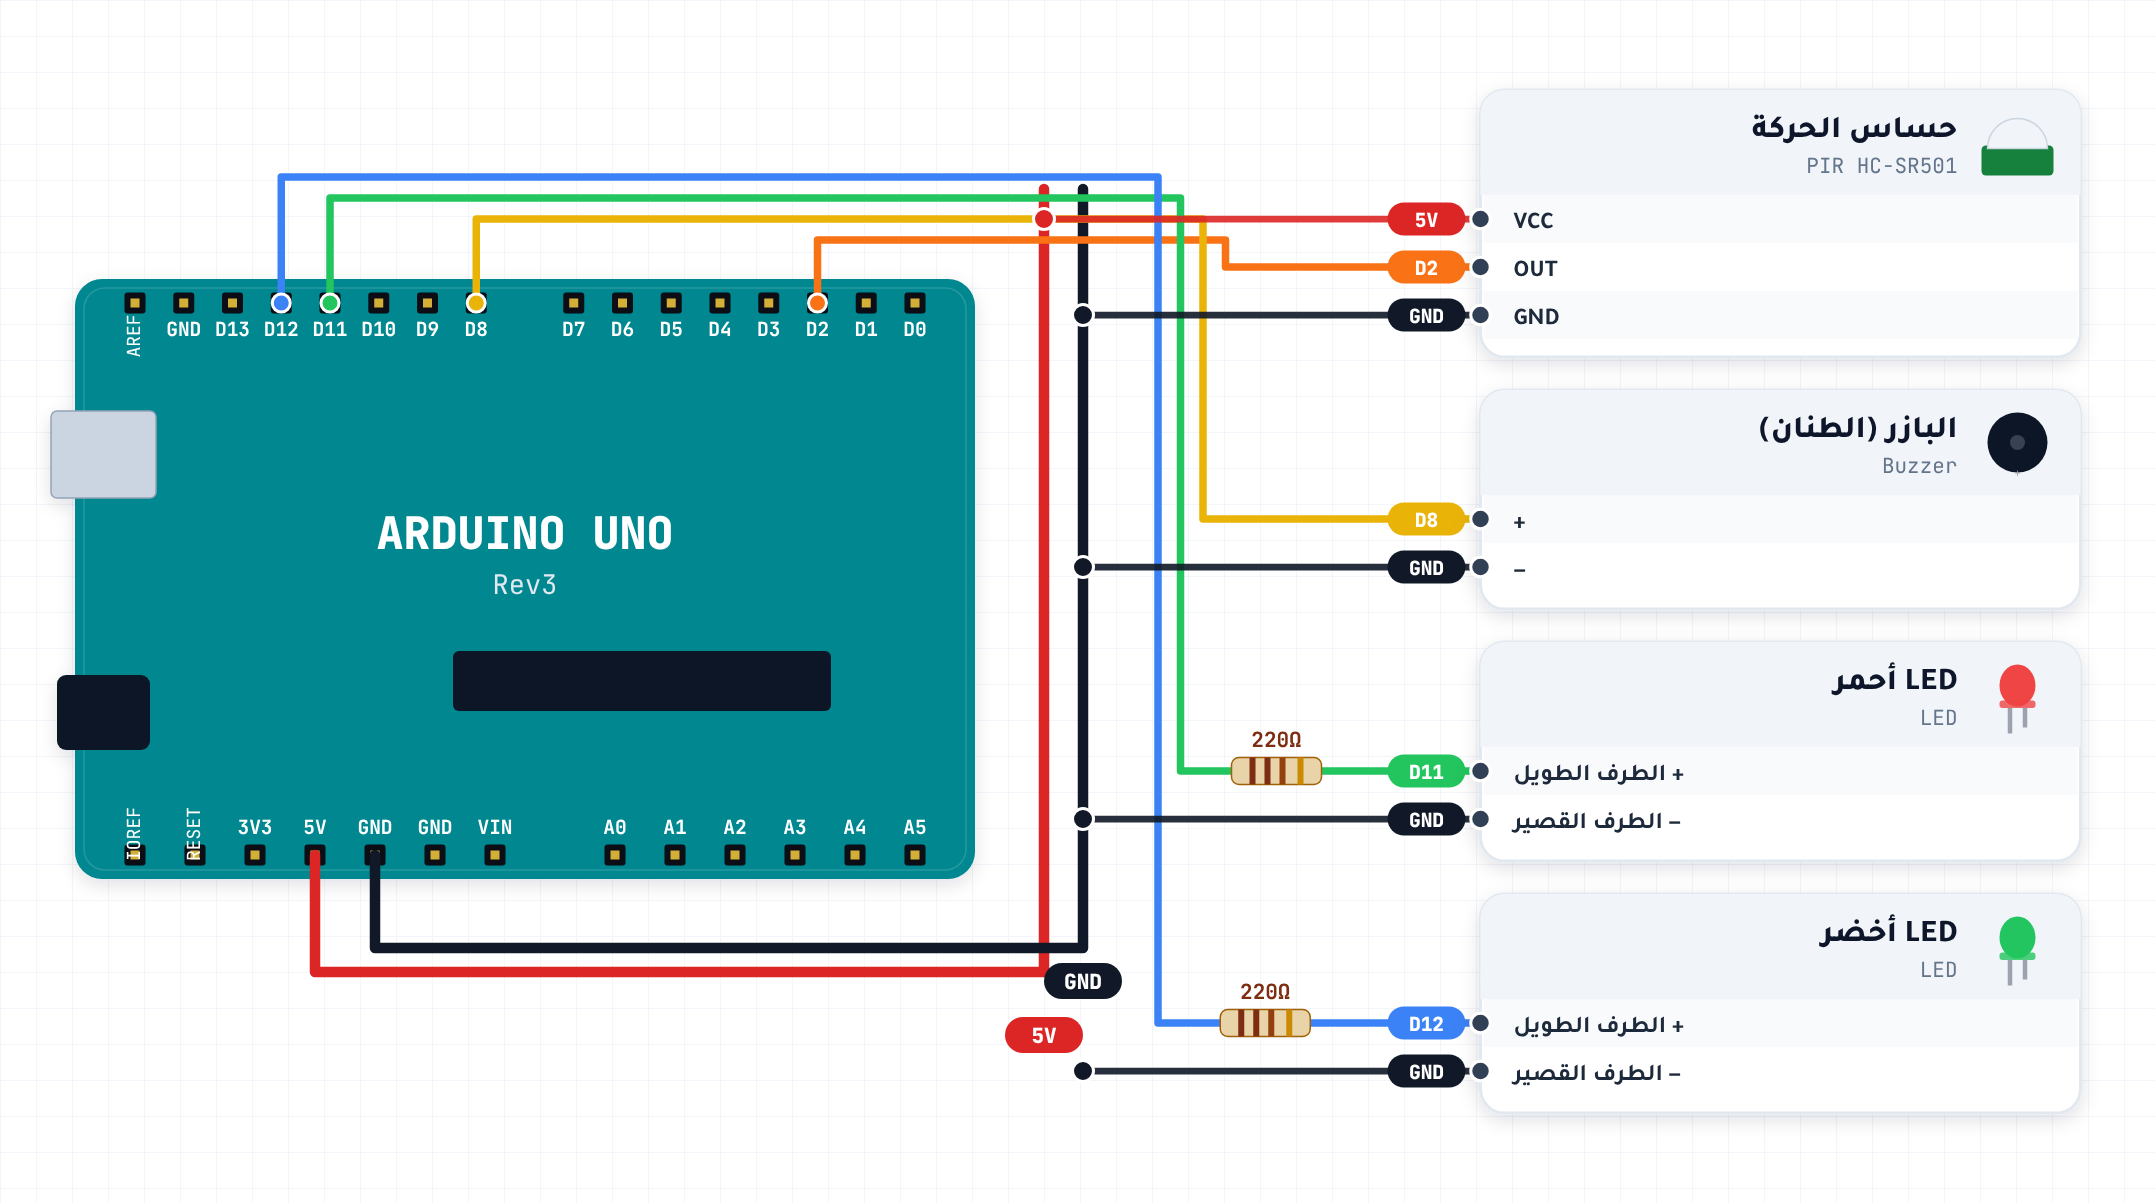 AREF
GND D13 D12 D11 D10 D9 D8 D7 D6 D5 D4 D3 D2 D1 D0
ARDUINO UNO
Rev3
IOREF
RESET
3V3 5V GND GND VIN A0 A1 A2 A3 A4 A5
GND
5V
حساس الحركة
PIR HC-SR501
5V VCC
D2 OUT
GND GND
البازر (الطنان)
Buzzer
D8 +
GND –
LED أحمر
LED
220Ω
D11 + الطرف الطويل
GND – الطرف القصير
LED أخضر
LED
220Ω
D12 + الطرف الطويل
GND – الطرف القصير